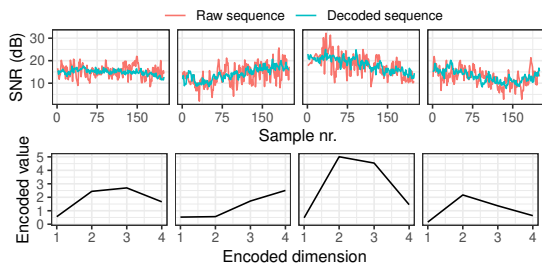 Raw sequence Decoded sequence
SNR (dB)
30
20
10
0 75 150 0 75 150 0 75 150 0 75 150
Sample nr.
Encoded value
5
4
3
2
1
0
1 2 3 4 1 2 3 4 1 2 3 4 1 2 3 4
Encoded dimension